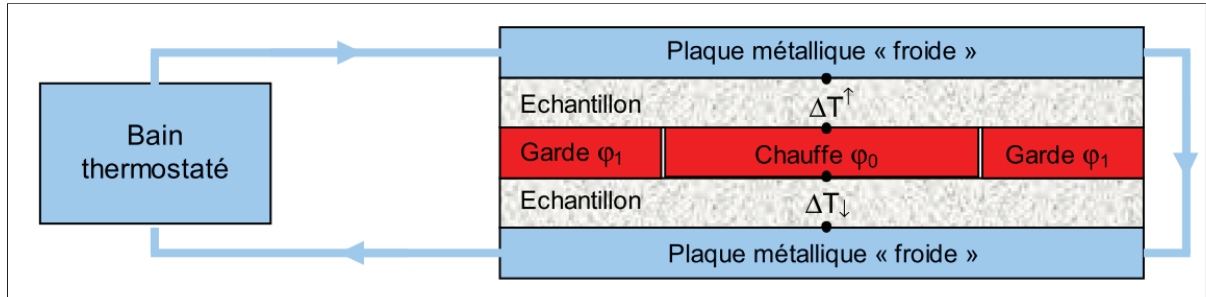 Plaque métallique « froide »
Echantillon
ΔT↑
Bain
thermostaté
Garde φ₁
Chauffe φ₀
Garde φ₁
Echantillon
ΔT↓
Plaque métallique « froide »